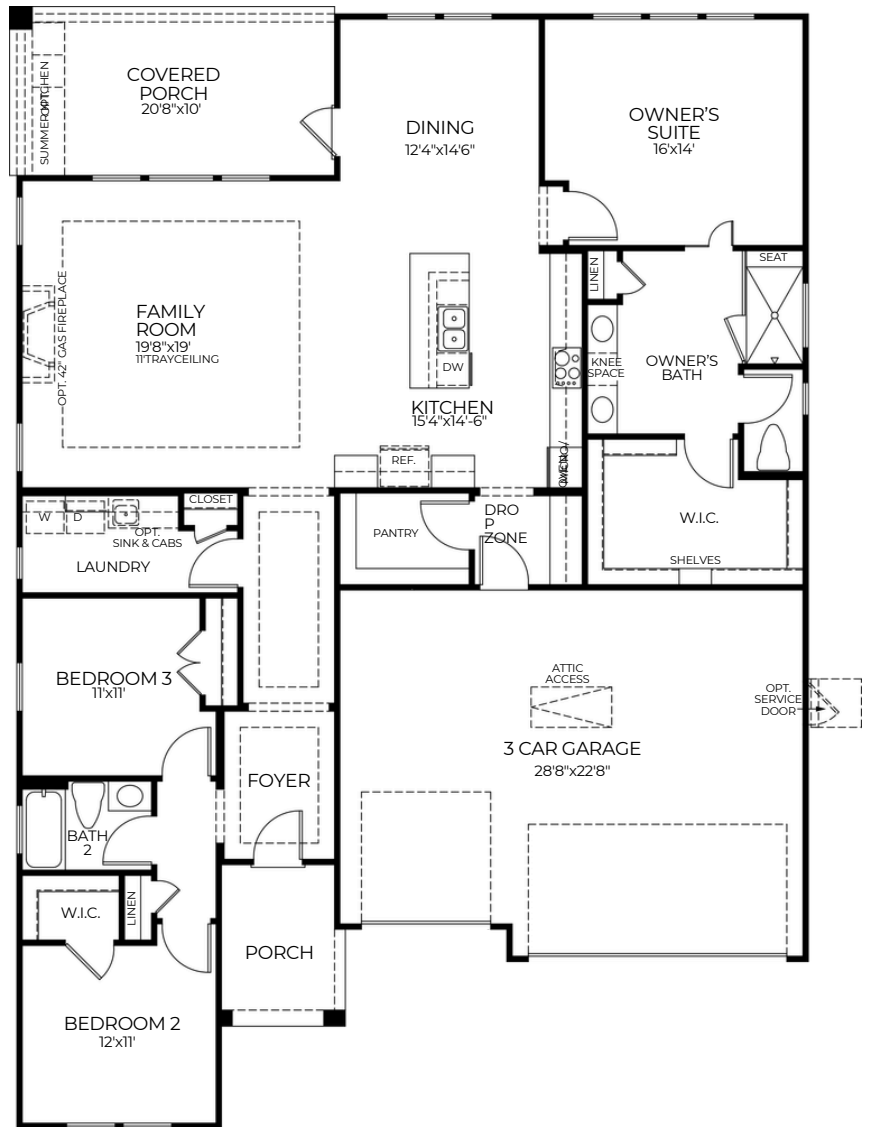 COVERED
PORCH
20'8"x10'
SUMMER KITCHEN
OPT.
DINING
12'4"x14'6"
OWNER'S
SUITE
16'x14'
OPT. 42" GAS FIREPLACE
FAMILY
ROOM
19'8"x19'
11'TRAYCEILING
DW
KITCHEN
15'4"x14'-6"
REF.
LINEN
SEAT
KNEE
SPACE
OWNER'S
BATH
W.I.C.
SHELVES
W
D
OPT.
SINK & CABS
CLOSET
LAUNDRY
PANTRY
DRO
P
ZONE
BEDROOM 3
11'x11'
ATTIC
ACCESS
OPT.
SERVICE
DOOR
3 CAR GARAGE
28'8"x22'8"
FOYER
BATH
2
W.I.C.
LINEN
PORCH
BEDROOM 2
12'x11'